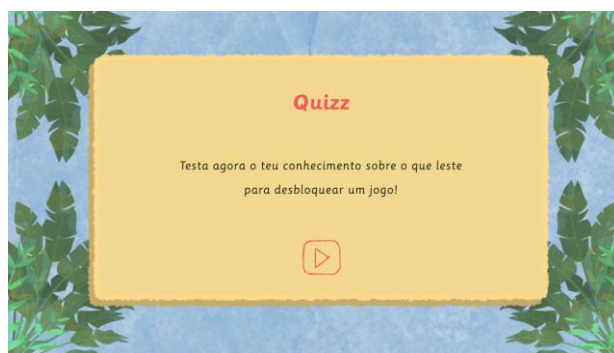 Quizz
Testa agora o teu conhecimento sobre o que leste
para desbloquear um jogo!